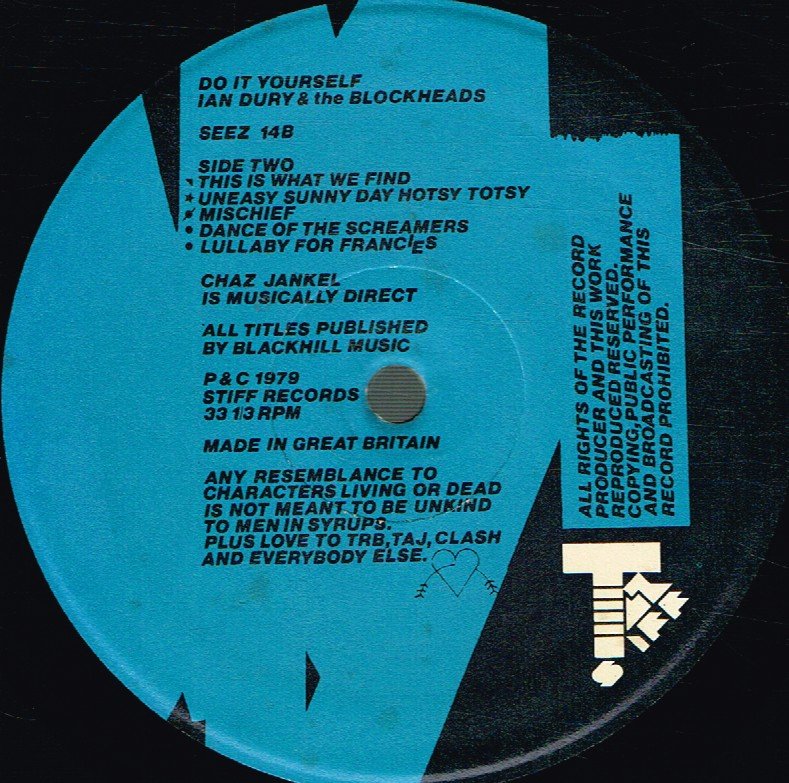 DO IT YOURSELF
IAN DURY & the BLOCKHEADS
SEEZ 14B
SIDE TWO
THIS IS WHAT WE FIND
★ UNEASY SUNNY DAY HOTSY TOTSY
MISCHIEF
• DANCE OF THE SCREAMERS
• LULLABY FOR FRANCIES
CHAZ JANKEL
IS MUSICALLY DIRECT
ALL TITLES PUBLISHED
BY BLACKHILL MUSIC
P & C 1979
STIFF RECORDS
33 1/3 RPM
MADE IN GREAT BRITAIN
ANY RESEMBLANCE TO
CHARACTERS LIVING OR DEAD
IS NOT MEANT TO BE UNKIND
TO MEN IN SYRUPS.
PLUS LOVE TO TRB, TAJ, CLASH
AND EVERYBODY ELSE.
ALL RIGHTS OF THE RECORD
PRODUCER AND THIS WORK
REPRODUCED RESERVED.
COPYING, PUBLIC PERFORMANCE
AND BROADCASTING OF THIS
RECORD PROHIBITED.